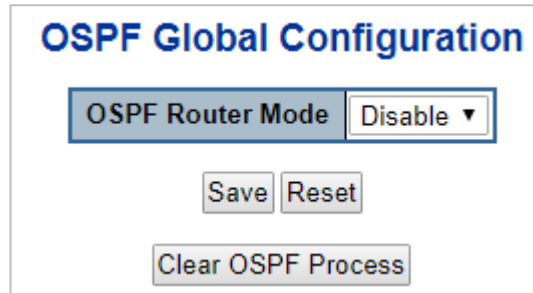 OSPF Global Configuration
OSPF Router Mode Disable
Save Reset
Clear OSPF Process